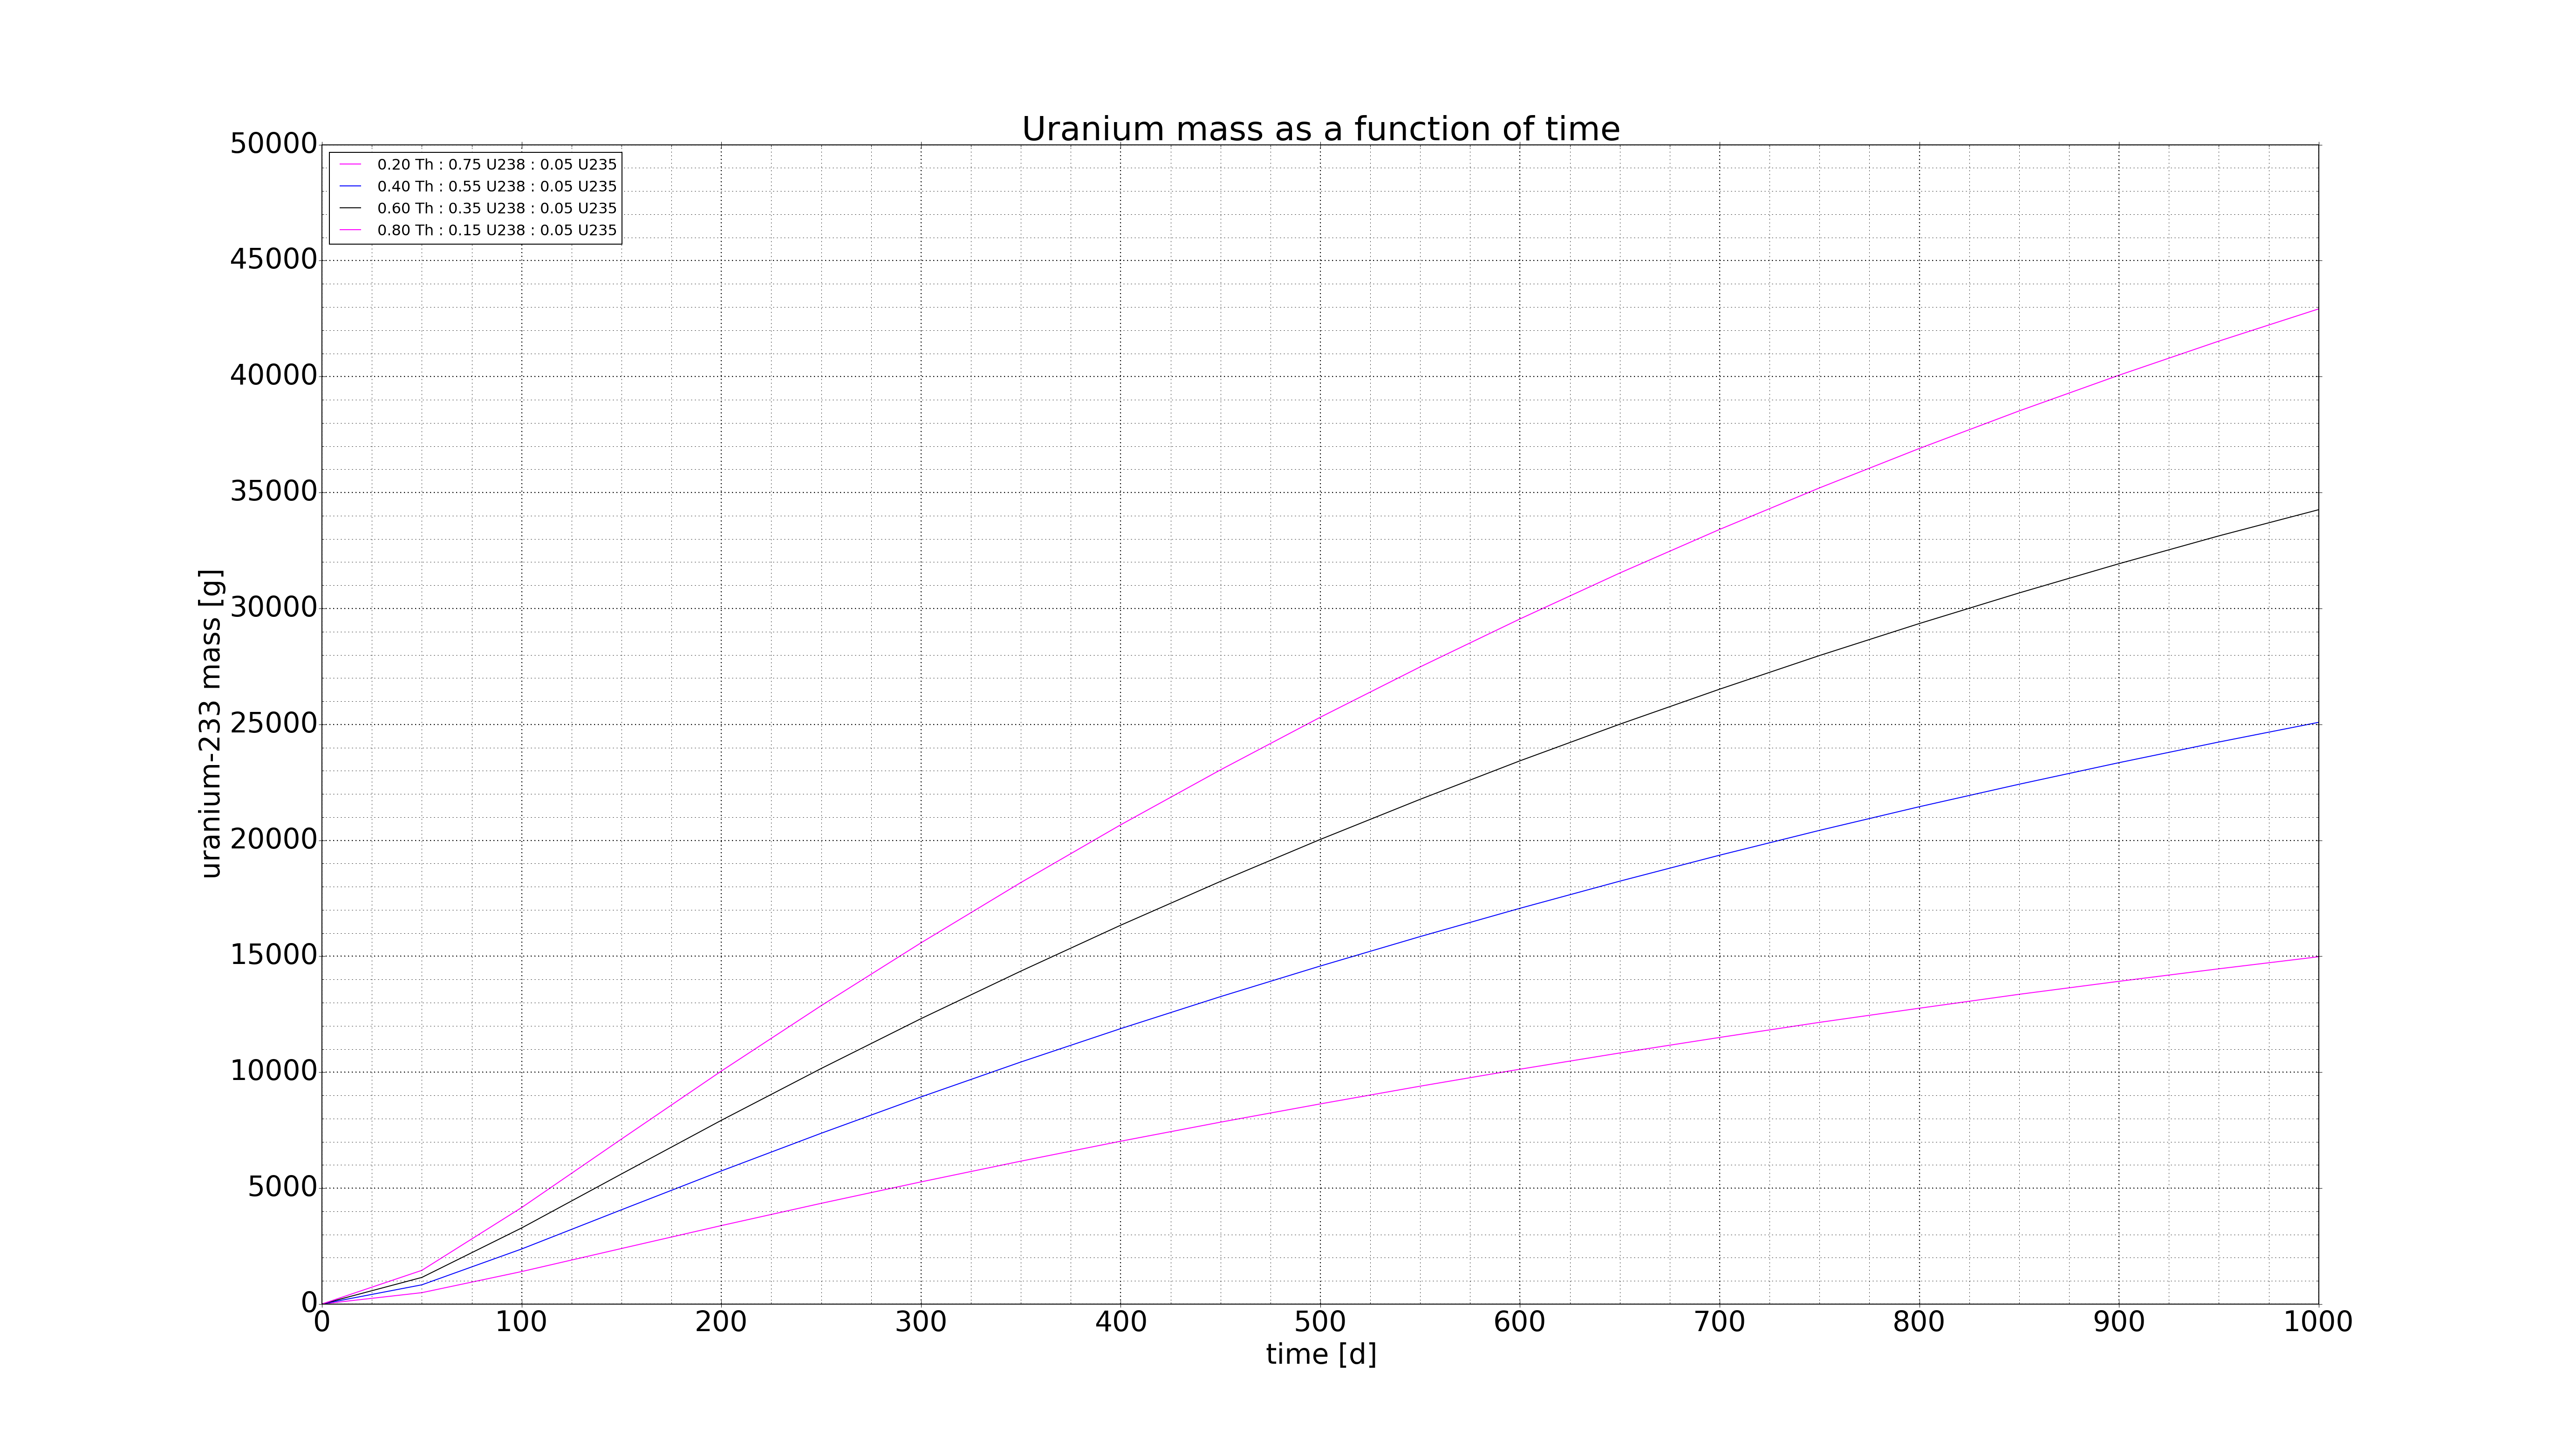 Uranium mass as a function of time
0.20 Th : 0.75 U238 : 0.05 U235
0.40 Th : 0.55 U238 : 0.05 U235
0.60 Th : 0.35 U238 : 0.05 U235
0.80 Th : 0.15 U238 : 0.05 U235
uranium-233 mass [g]
50000
45000
40000
35000
30000
25000
20000
15000
10000
5000
0
0 100 200 300 400 500 600 700 800 900 1000
time [d]